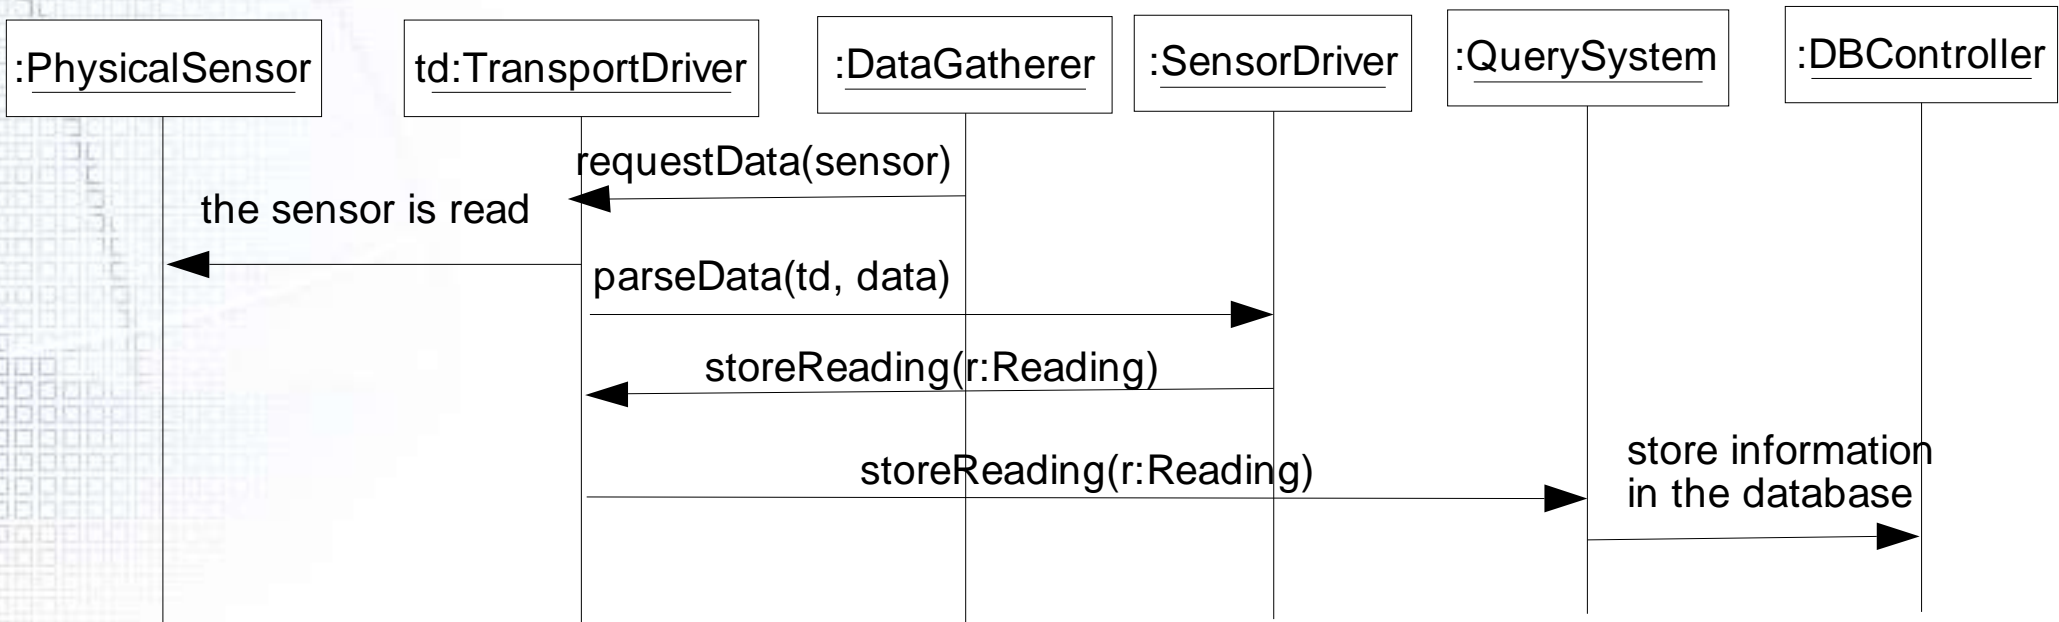 :PhysicalSensor
td:TransportDriver
:DataGatherer
:SensorDriver
:QuerySystem
:DBController
requestData(sensor)
the sensor is read
parseData(td, data)
storeReading(r:Reading)
storeReading(r:Reading)
store information
in the database